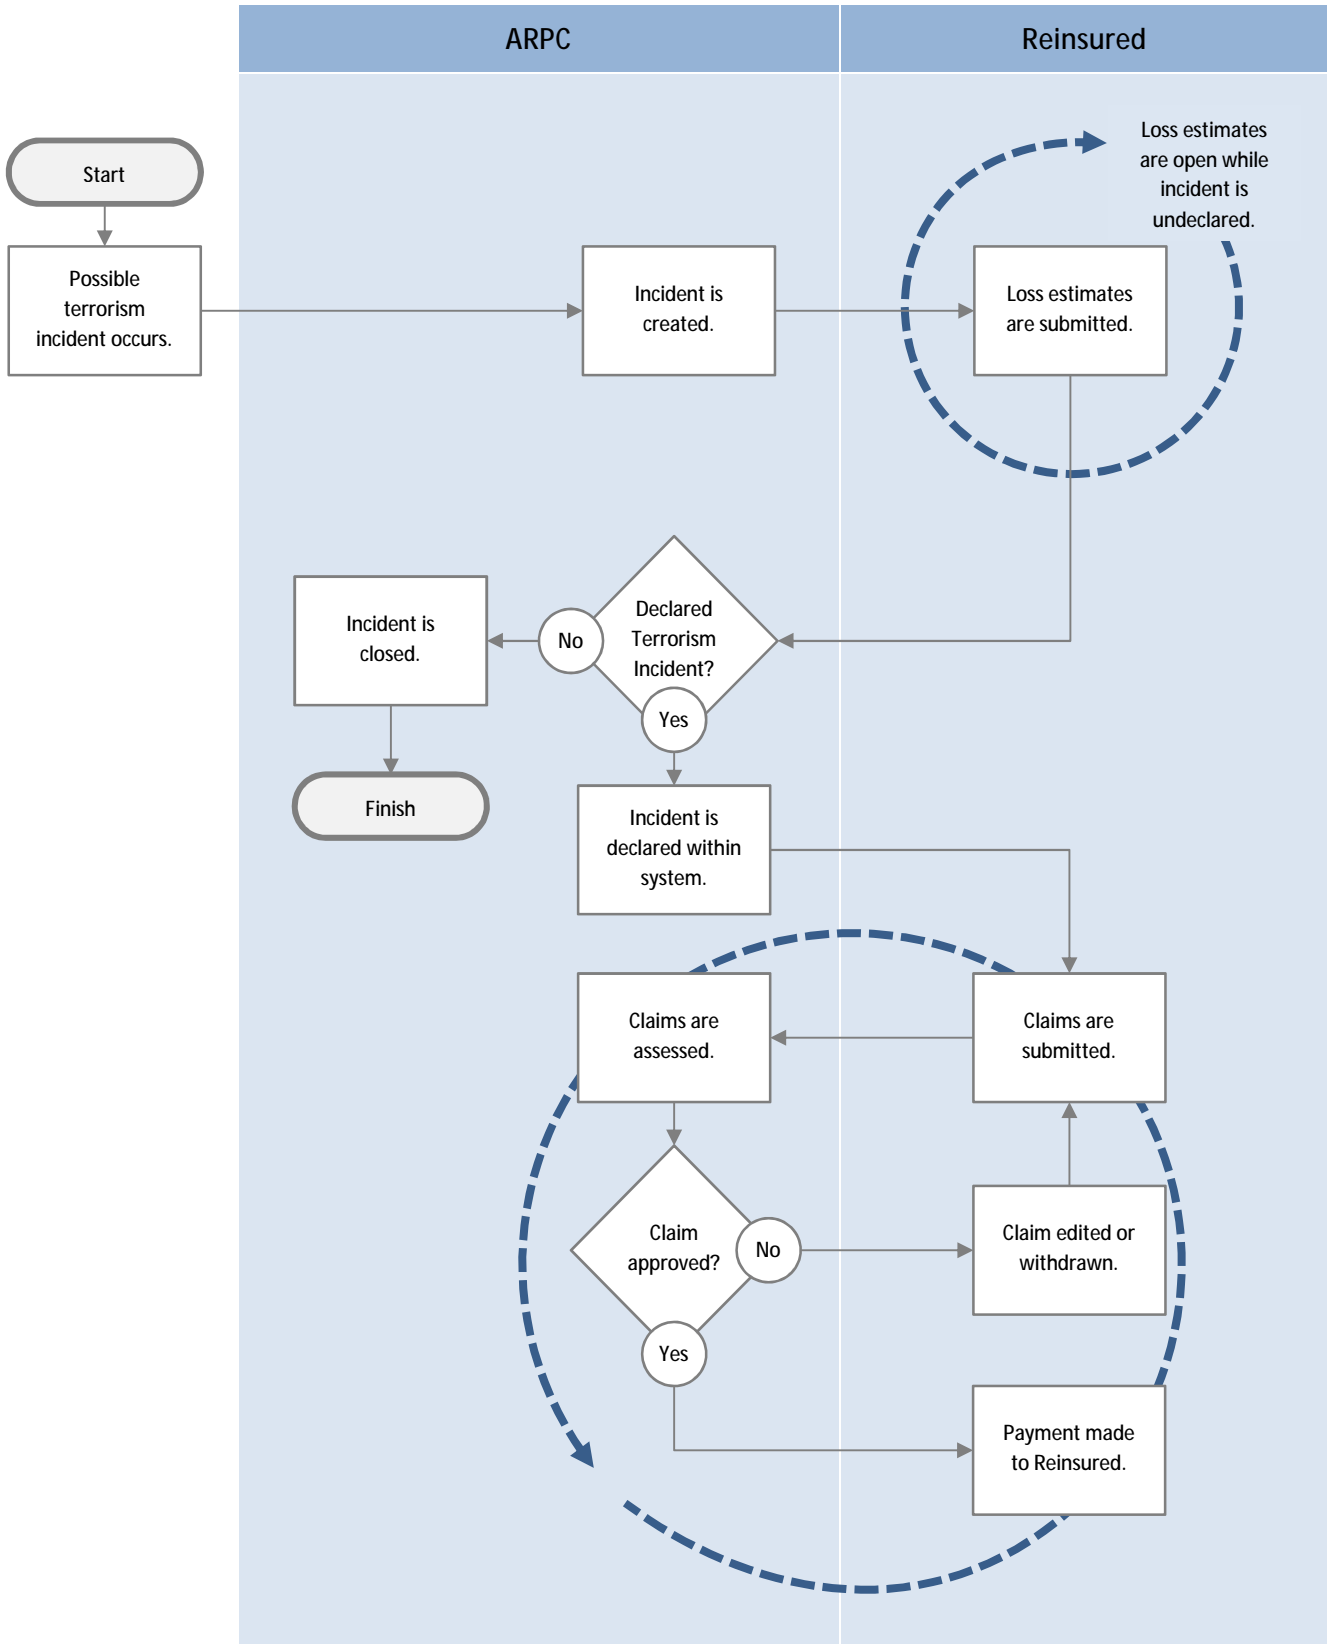 ARPC
Reinsured
Loss estimates
are open while
incident is
undeclared.
Start
Possible
terrorism
incident occurs.
Incident is
created.
Loss estimates
are submitted.
Declared
Terrorism
Incident?
No
Yes
Incident is
closed.
Finish
Incident is
declared within
system.
Claims are
assessed.
Claims are
submitted.
Claim
approved?
No
Yes
Claim edited or
withdrawn.
Payment made
to Reinsured.